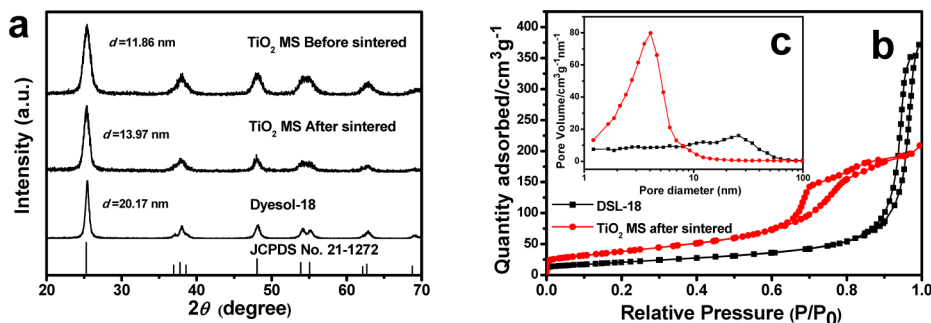 a
Intensity (a.u.)
d=11.86 nm
TiO2 MS Before sintered
d=13.97 nm
TiO2 MS After sintered
d=20.17 nm
Dyesol-18
JCPDS No. 21-1272
20 30 40 50 60 70
2θ (degree)
b
Quantity adsorbed/cm3g-1
400
350
300
250
200
150
100
50
0
0.0 0.2 0.4 0.6 0.8 1.0
Relative Pressure (P/P0)
DSL-18
TiO2 MS after sintered
c
Pore Volume/cm3g-1nm-1
80
60
40
20
0
1 10 100
Pore diameter (nm)